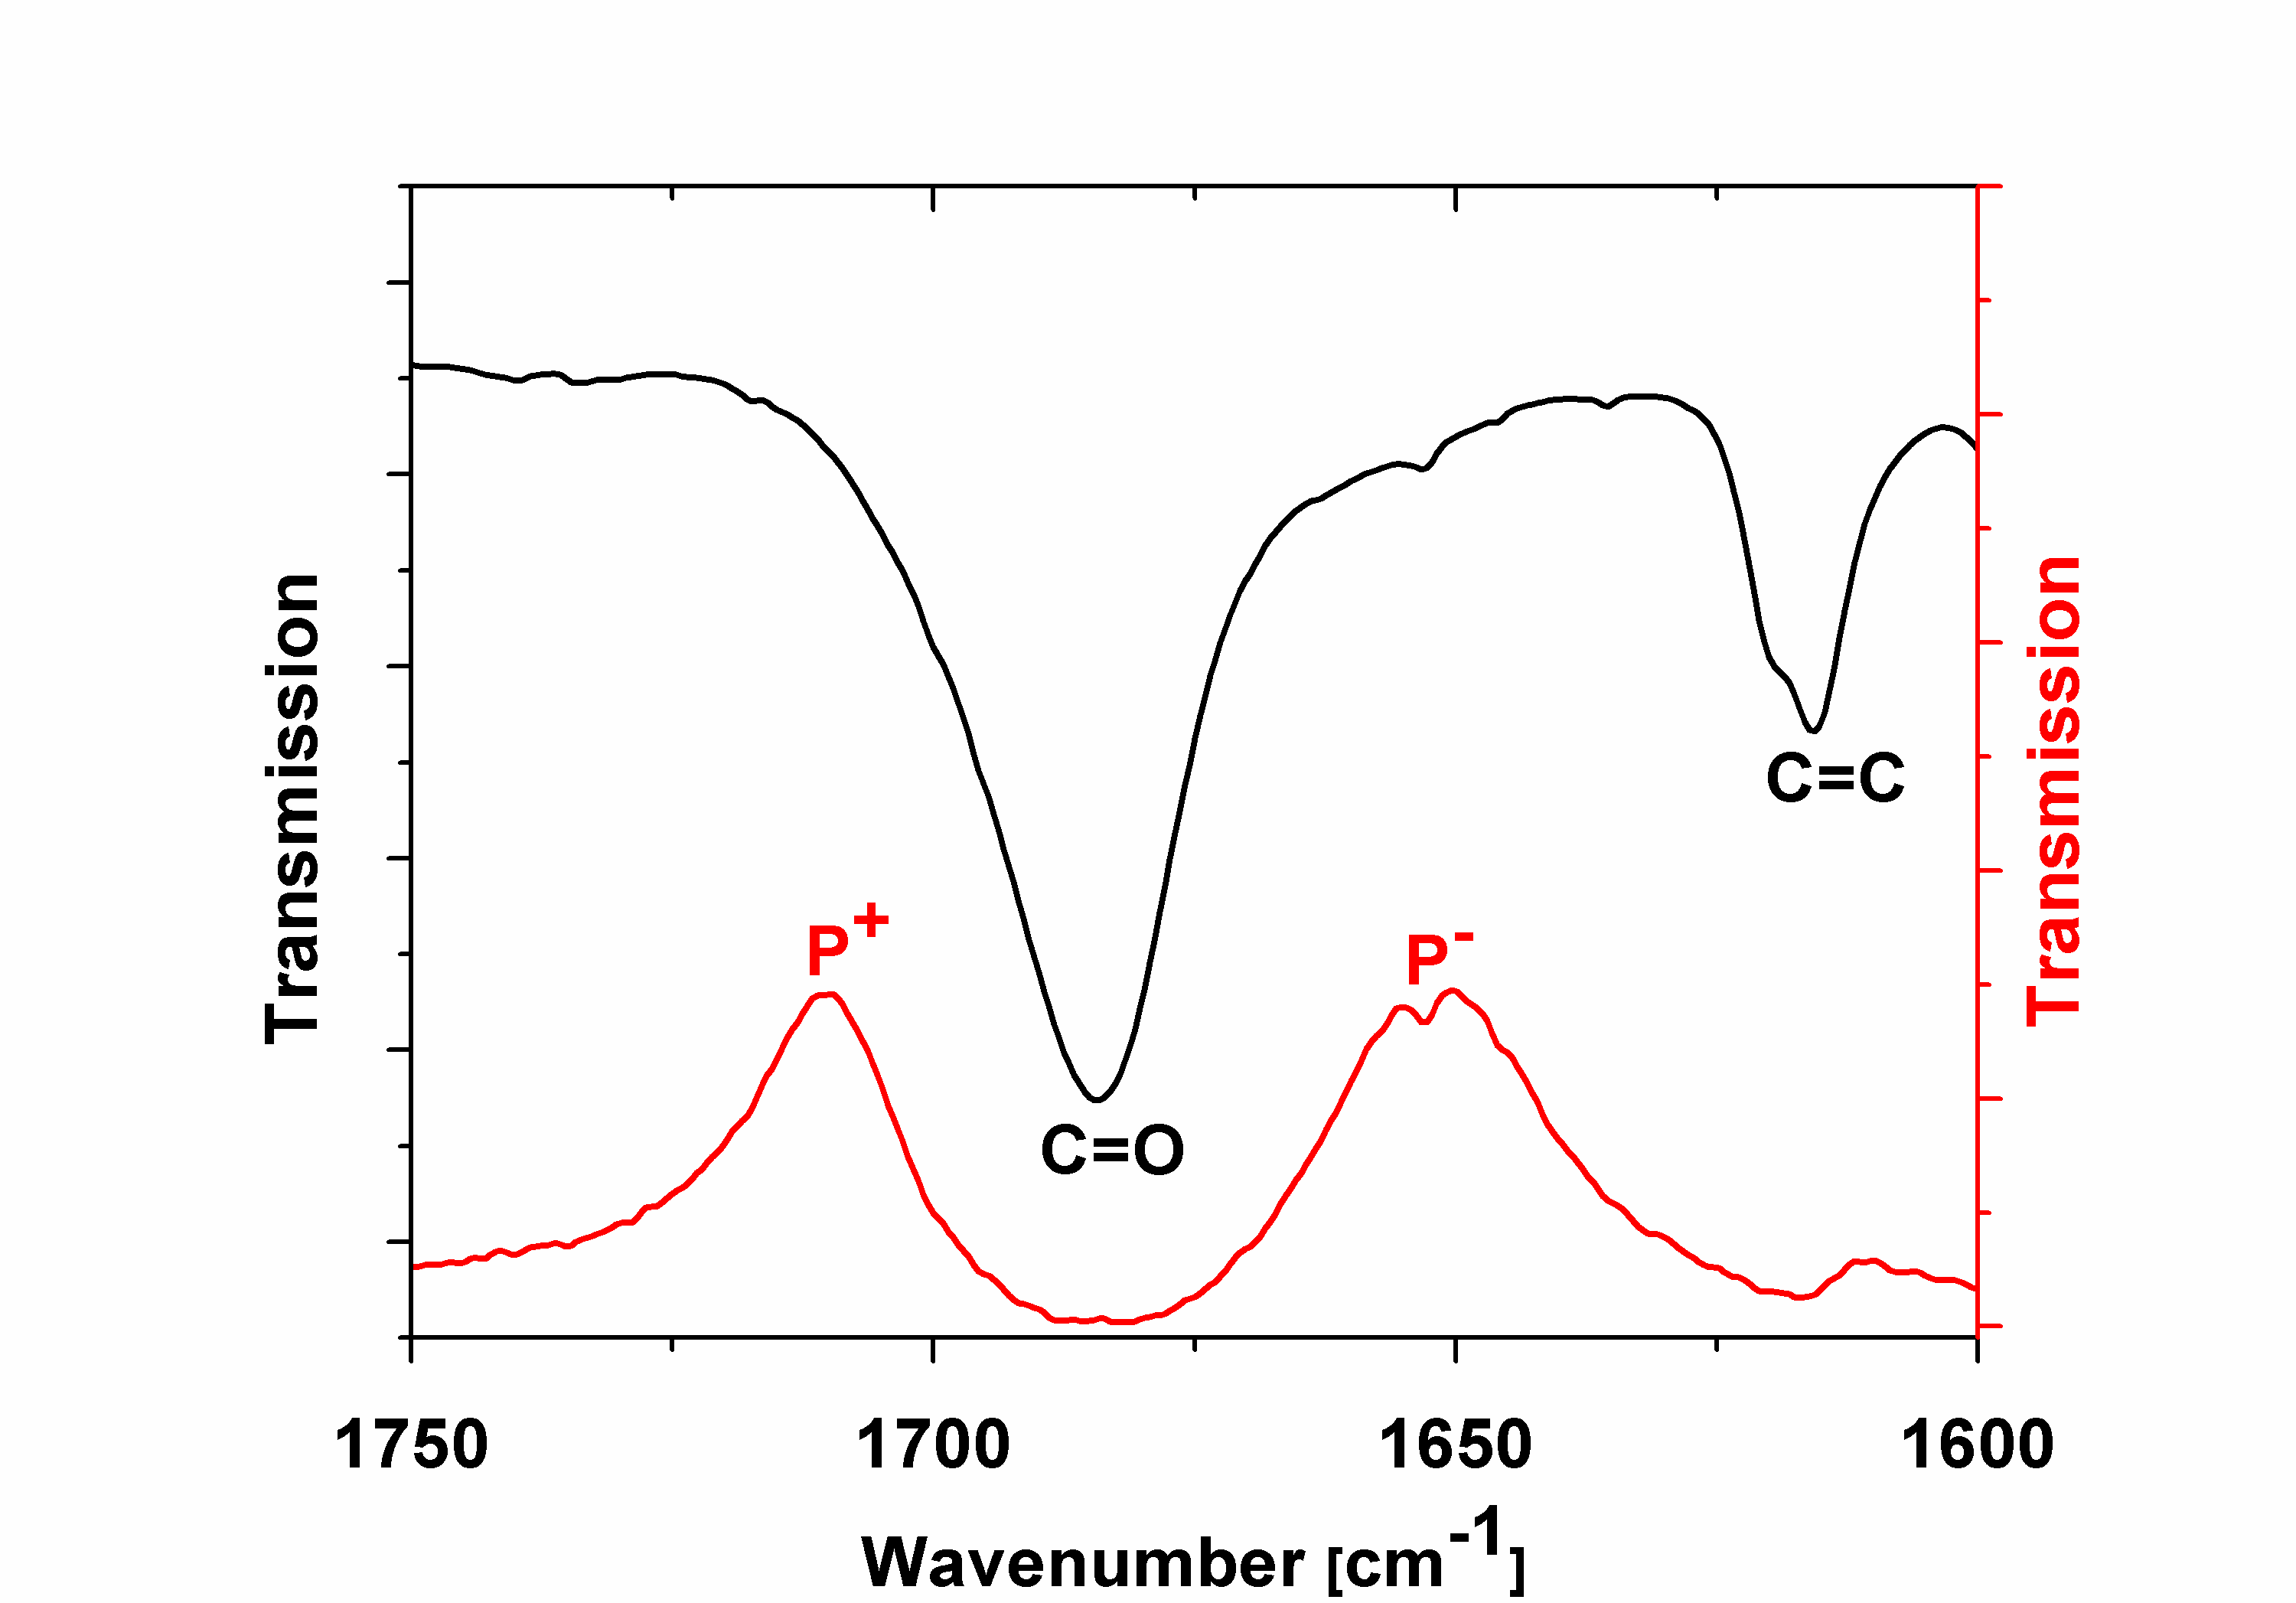 Transmission
Transmission
P⁺
P⁻
C=C
C=O
1750 1700 1650 1600
Wavenumber [cm⁻¹]